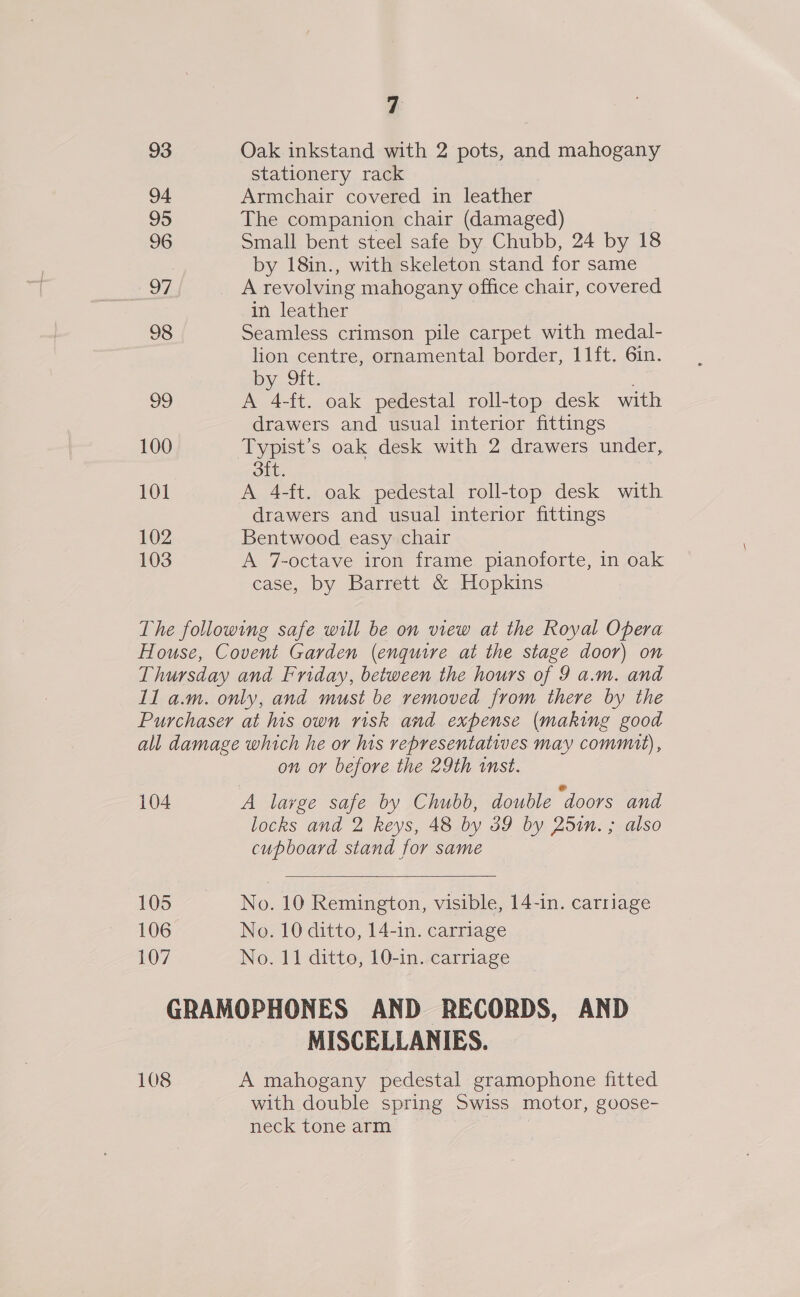 7
93 Oak inkstand with 2 pots, and mahogany
stationery rack
94 Armchair covered in leather
95 The companion chair (damaged)
96 Small bent steel safe by Chubb, 24 by 18
by 18in., with skeleton stand for same
97 A revolving mahogany office chair, covered
in leather
98 Seamless crimson pile carpet with medal-
lion centre, ornamental border, 11ft. 6in.
by 9ft.
99 A 4-ft. oak pedestal roll-top desk with
drawers and usual interior fittings
100 Typist's oak desk with 2 drawers under,
3ft.
101 A 4-ft. oak pedestal roll-top desk with
drawers and usual interior fittings
102 Bentwood easy chair
103 A 7-octave iron frame pianoforte, in oak
case, by Barrett & Hopkins
The following safe will be on view at the Royal Opera
House, Covent Garden (enquire at the stage door) on
Thursday and Friday, between the hours of 9 a.m. and
11 a.m. only, and must be removed from there by the
Purchaser at his own risk and expense (making good
all damage which he or his representatives may commit),
on or before the 29th inst.
104 A large safe by Chubb, double doors and
locks and 2 keys, 48 by 39 by 25in. ; also
cupboard stand for same
105 No. 10 Remington, visible, 14-in. carriage
106 No. 10 ditto, 14-in. carriage
107 No. 11 ditto, 10-in. carriage
GRAMOPHONES AND RECORDS, AND
MISCELLANIES.
108 A mahogany pedestal gramophone fitted
with double spring Swiss motor, goose-
neck tone arm